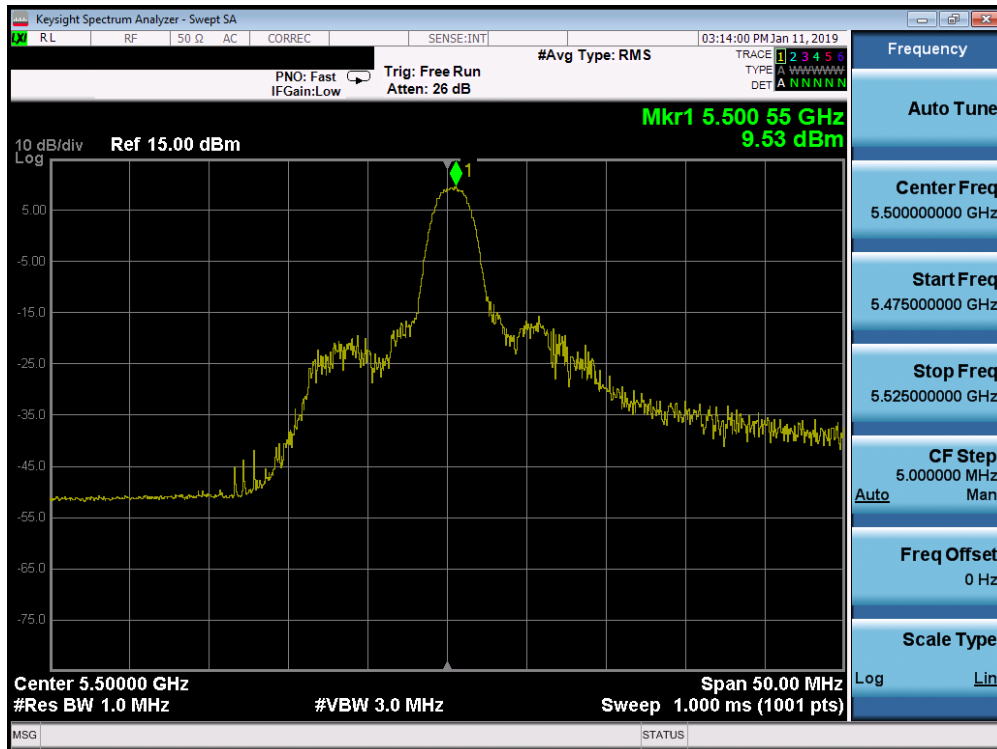 Keysight Spectrum Analyzer - Swept SA
LXI RL RF 50 Ω AC CORREC SENSE:INT 03:14:00 PM Jan 11, 2019
#Avg Type: RMS TRACE 1 2 3 4 5 6
PNO: Fast Trig: Free Run TYPE A WWWWW
IFGain:Low Atten: 26 dB DET A N N N N N
Mkr1 5.500 55 GHz
9.53 dBm
10 dB/div Ref 15.00 dBm
Log
1
5.00
-5.00
-15.0
-25.0
-35.0
-45.0
-55.0
-65.0
-75.0
Center 5.50000 GHz Span 50.00 MHz
#Res BW 1.0 MHz #VBW 3.0 MHz Sweep 1.000 ms (1001 pts)
MSG STATUS
Frequency
Auto Tune
Center Freq
5.500000000 GHz
Start Freq
5.475000000 GHz
Stop Freq
5.525000000 GHz
CF Step
5.000000 MHz
Auto Man
Freq Offset
0 Hz
Scale Type
Log Lin